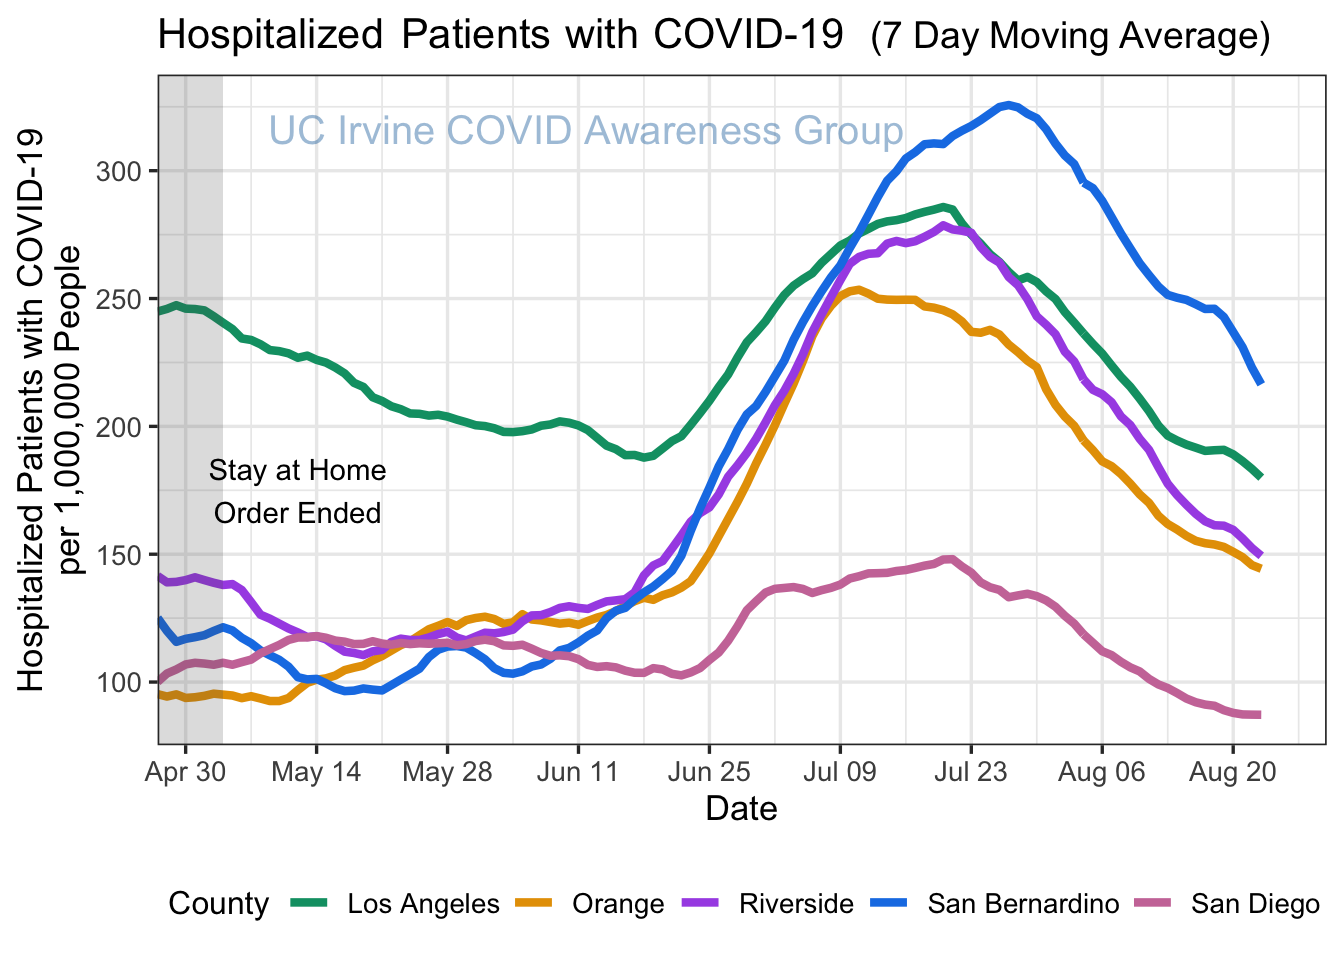 Hospitalized Patients with COVID-19 (7 Day Moving Average)
UC Irvine COVID Awareness Group
Hospitalized Patients with COVID-19
per 1,000,000 People
300
250
200
150
100
Stay at Home
Order Ended
Apr 30 May 14 May 28 Jun 11 Jun 25 Jul 09 Jul 23 Aug 06 Aug 20
Date
County Los Angeles Orange Riverside San Bernardino San Diego